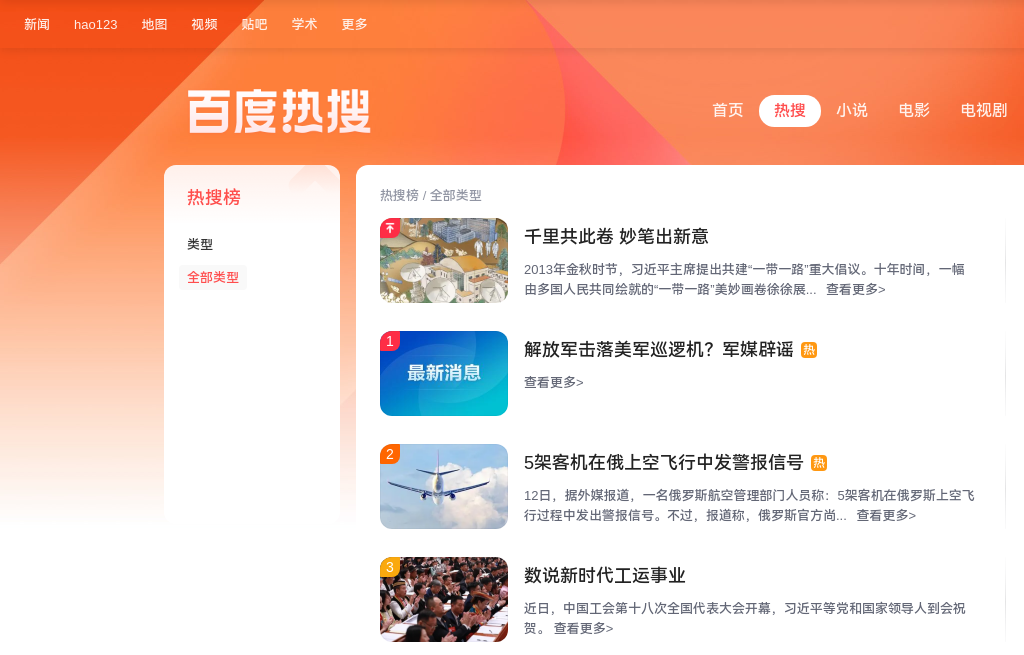 新闻 hao123 地图 视频 贴吧 学术 更多
百度热搜
首页 热搜 小说 电影 电视剧
热搜榜
类型
全部类型
热搜榜 / 全部类型
千里共此卷 妙笔出新意
2013年金秋时节，习近平主席提出共建“一带一路”重大倡议。十年时间，一幅
由多国人民共同绘就的“一带一路”美妙画卷徐徐展... 查看更多>
1
最新消息
解放军击落美军巡逻机？军媒辟谣 热
查看更多>
2
5架客机在俄上空飞行中发警报信号 热
12日，据外媒报道，一名俄罗斯航空管理部门人员称：5架客机在俄罗斯上空飞
行过程中发出警报信号。不过，报道称，俄罗斯官方尚... 查看更多>
3
数说新时代工运事业
近日，中国工会第十八次全国代表大会开幕，习近平等党和国家领导人到会祝
贺。 查看更多>